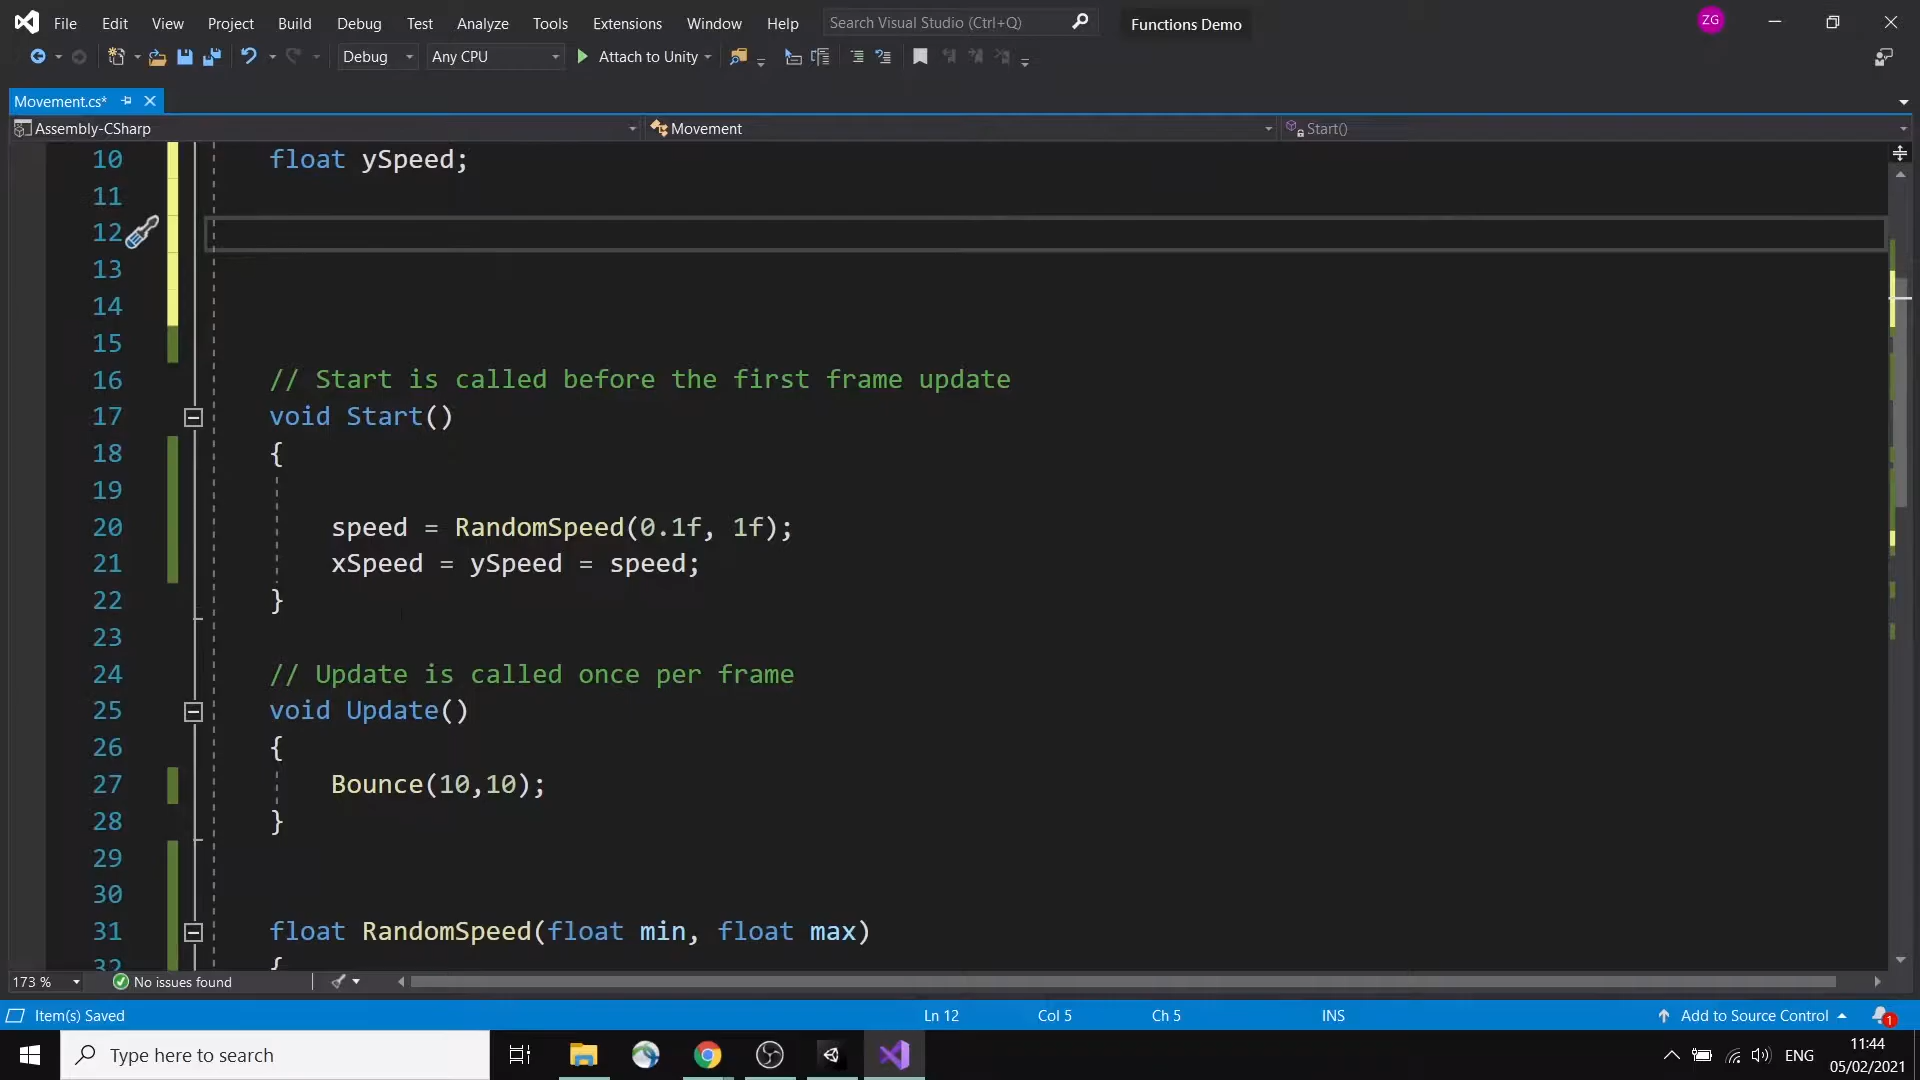 File Edit View Project Build Debug Test Analyze Tools Extensions Window Help Search Visual Studio (Ctrl+Q) Functions Demo ZG
Debug Any CPU Attach to Unity
Movement.cs*
Assembly-CSharp Movement Start()
10 float ySpeed;
11
12
13
14
15
16 // Start is called before the first frame update
17 void Start()
18 {
19
20 speed = RandomSpeed(0.1f, 1f);
21 xSpeed = ySpeed = speed;
22 }
23
24 // Update is called once per frame
25 void Update()
26 {
27 Bounce(10,10);
28 }
29
30
31 float RandomSpeed(float min, float max)
32 {
173 % No issues found
Item(s) Saved Ln 12 Col 5 Ch 5 INS Add to Source Control 1
Type here to search ENG 11:44
05/02/2021